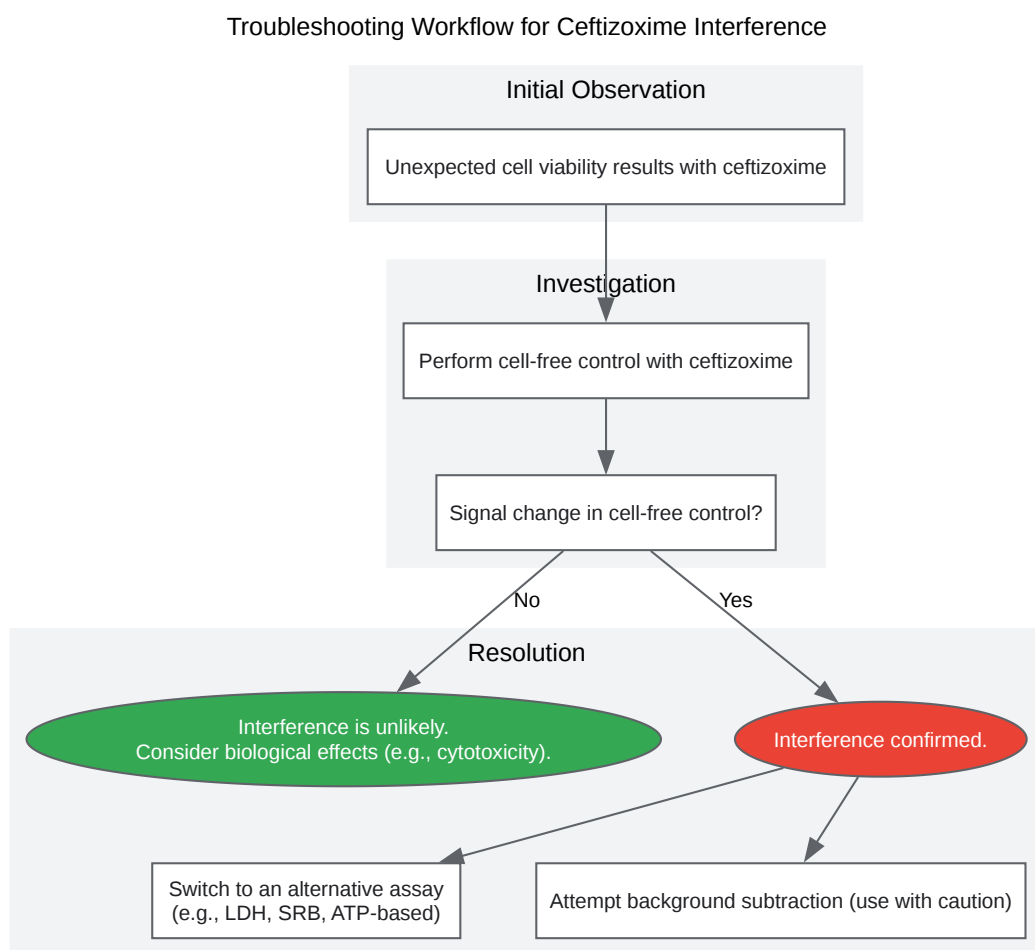 Troubleshooting Workflow for Ceftizoxime Interference
Initial Observation
Unexpected cell viability results with ceftizoxime
Investigation
Perform cell-free control with ceftizoxime
Signal change in cell-free control?
No
Yes
Resolution
Interference is unlikely.
Consider biological effects (e.g., cytotoxicity).
Interference confirmed.
Switch to an alternative assay
(e.g., LDH, SRB, ATP-based)
Attempt background subtraction (use with caution)